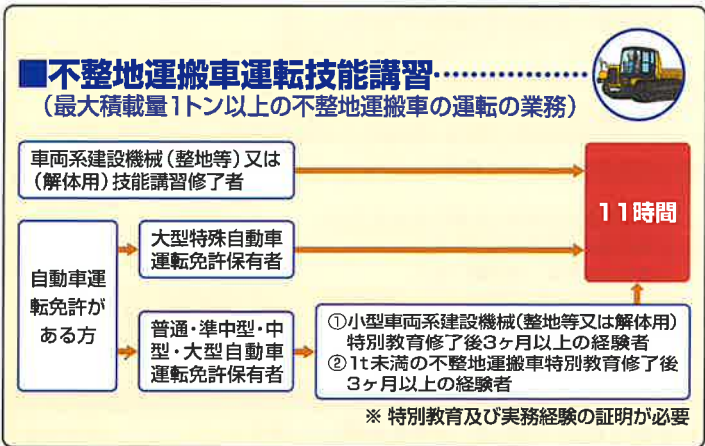 ■不整地運搬車運転技能講習………………
(最大積載量1トン以上の不整地運搬車の運転の業務)
車両系建設機械(整地等)又は
(解体用)技能講習修了者
11時間
自動車運
転免許が
ある方
大型特殊自動車
運転免許保有者
普通・準中型・中
型・大型自動車
運転免許保有者
①小型車両系建設機械(整地等又は解体用)
特別教育修了後3ヶ月以上の経験者
②1t未満の不整地運搬車特別教育修了後
3ヶ月以上の経験者
※ 特別教育及び実務経験の証明が必要